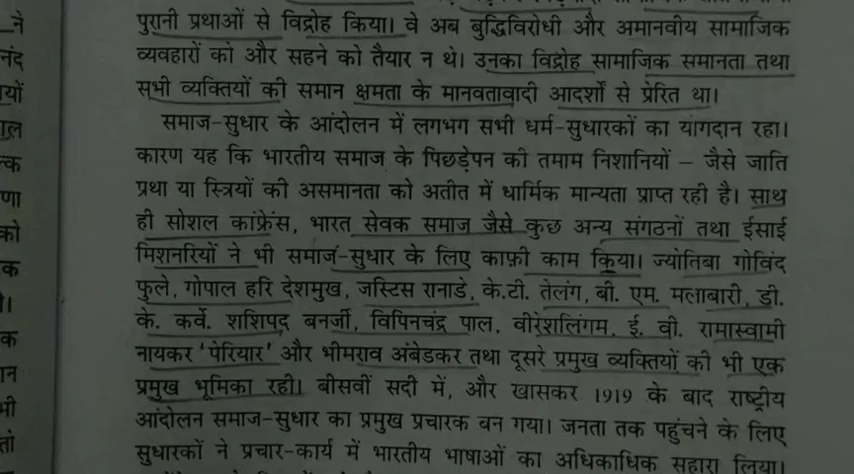 पुरानी प्रथाओं से विद्रोह किया। वे अब बुद्धिविरोधी और अमानवीय सामाजिक
व्यवहारों को और सहने को तैयार न थे। उनका विद्रोह सामाजिक समानता तथा
सभी व्यक्तियों की समान क्षमता के मानवतावादी आदर्शों से प्रेरित था।
समाज-सुधार के आंदोलन में लगभग सभी धर्म-सुधारकों का योगदान रहा।
कारण यह कि भारतीय समाज के पिछड़ेपन की तमाम निशानियों – जैसे जाति
प्रथा या स्त्रियों की असमानता को अतीत में धार्मिक मान्यता प्राप्त रही है। साथ
ही सोशल कांफ्रेंस, भारत सेवक समाज जैसे कुछ अन्य संगठनों तथा ईसाई
मिशनरियों ने भी समाज-सुधार के लिए काफ़ी काम किया। ज्योतिबा गोविंद
फुले, गोपाल हरि देशमुख, जस्टिस रानाडे, के.टी. तेलंग, बी. एम. मलाबारी, डी.
के. कर्वे, शशिपद बनर्जी, विपिनचंद्र पाल, वीरेशलिंगम, ई. वी. रामास्वामी
नायकर 'पेरियार' और भीमराव अंबेडकर तथा दूसरे प्रमुख व्यक्तियों की भी एक
प्रमुख भूमिका रही। बीसवीं सदी में, और खासकर 1919 के बाद राष्ट्रीय
आंदोलन समाज-सुधार का प्रमुख प्रचारक बन गया। जनता तक पहुंचने के लिए
सुधारकों ने प्रचार-कार्य में भारतीय भाषाओं का अधिकाधिक सहारा लिया।